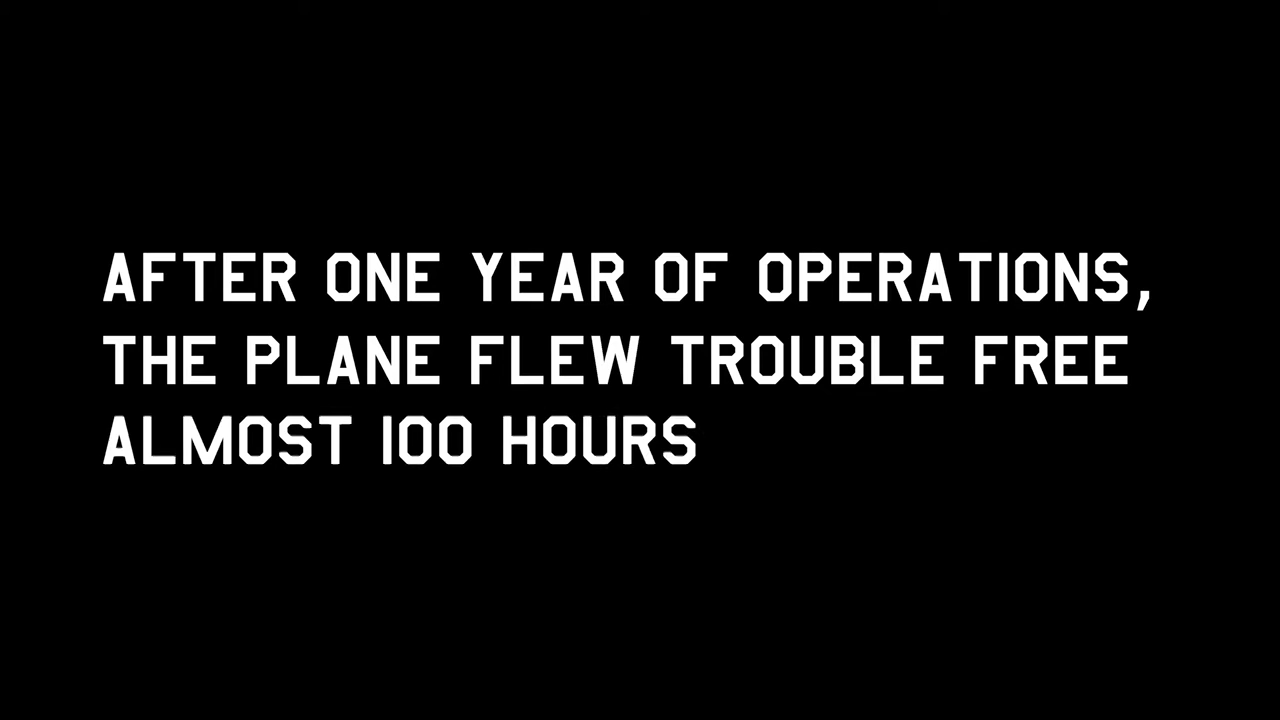 AFTER ONE YEAR OF OPERATIONS,
THE PLANE FLEW TROUBLE FREE
ALMOST 100 HOURS